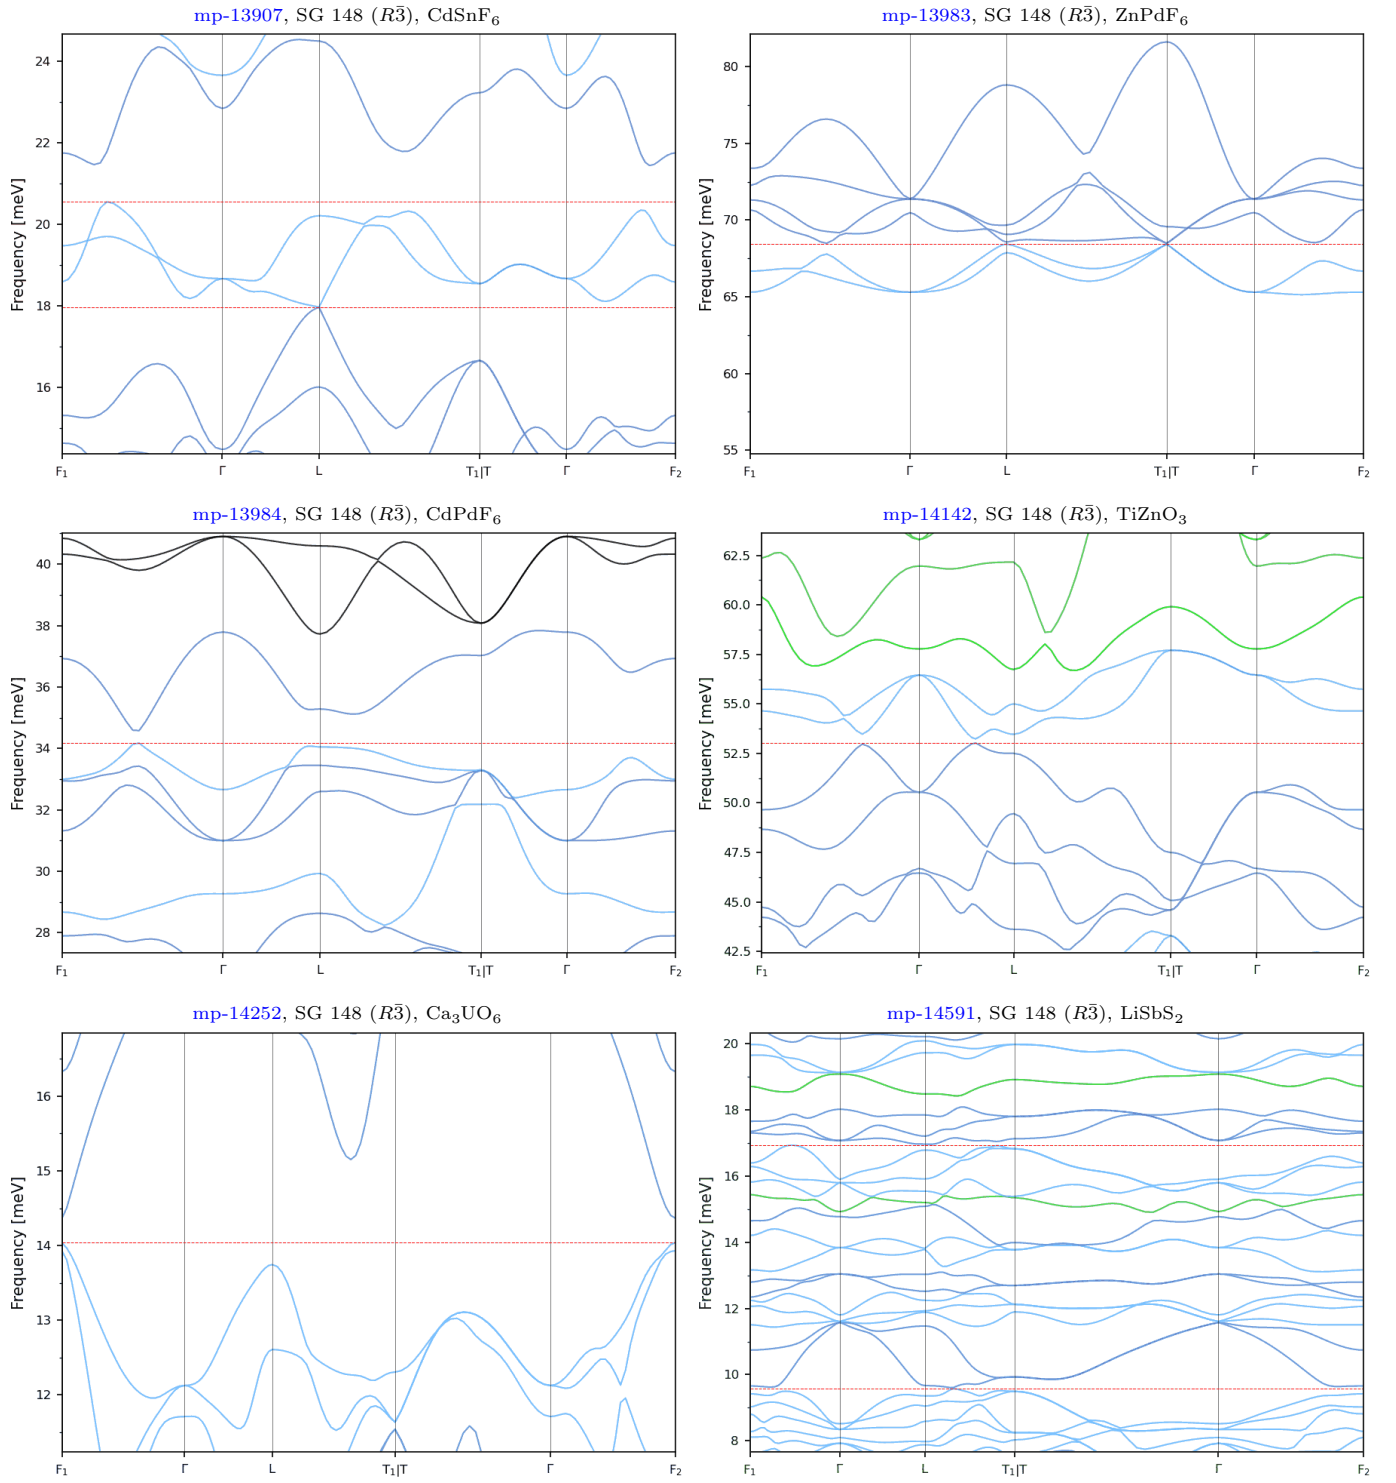 mp-13907, SG 148 (R3̄), CdSnF₆
Frequency [meV]
24
22
20
18
16
F₁ Γ L T₁|T Γ F₂
mp-13983, SG 148 (R3̄), ZnPdF₆
Frequency [meV]
80
75
70
65
60
55
F₁ Γ L T₁|T Γ F₂
mp-13984, SG 148 (R3̄), CdPdF₆
Frequency [meV]
40
38
36
34
32
30
28
F₁ Γ L T₁|T Γ F₂
mp-14142, SG 148 (R3̄), TiZnO₃
Frequency [meV]
62.5
60.0
57.5
55.0
52.5
50.0
47.5
45.0
42.5
F₁ Γ L T₁|T Γ F₂
mp-14252, SG 148 (R3̄), Ca₃UO₆
Frequency [meV]
16
15
14
13
12
F₁ Γ L T₁|T Γ F₂
mp-14591, SG 148 (R3̄), LiSbS₂
Frequency [meV]
20
18
16
14
12
10
8
F₁ Γ L T₁|T Γ F₂